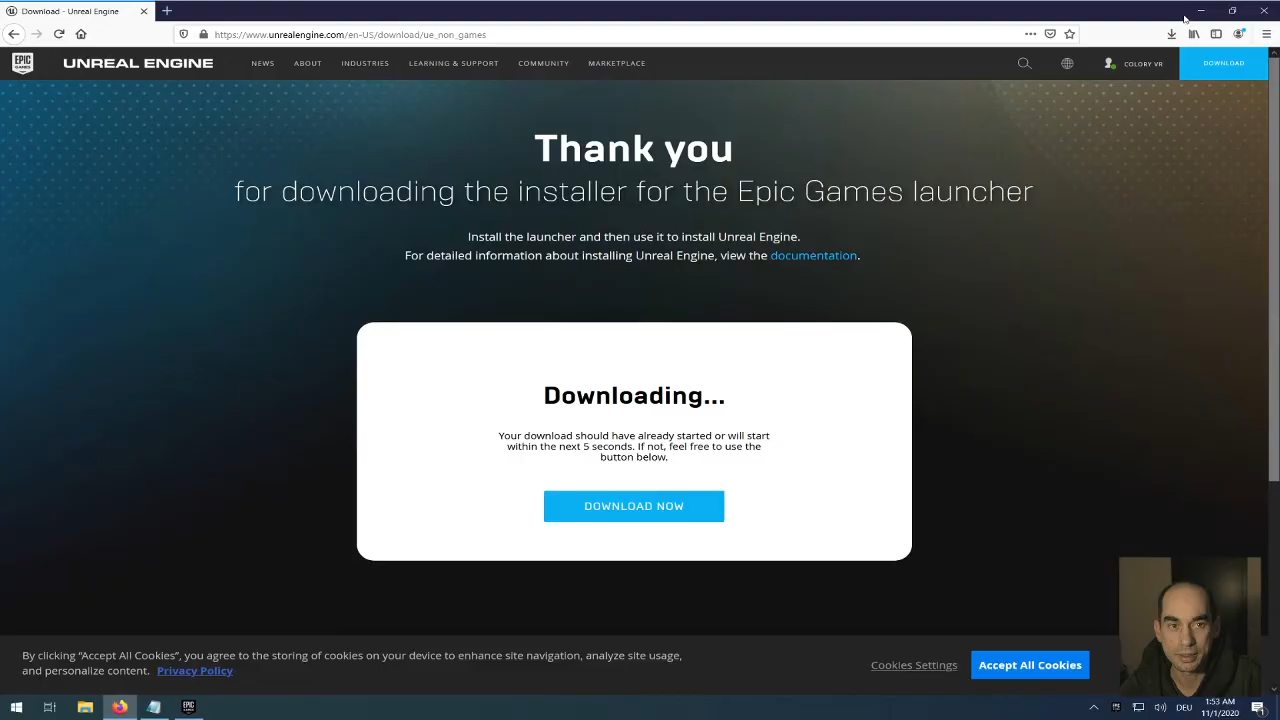 Download - Unreal Engine
https://www.unrealengine.com/en-US/download/ue_non_games
EPIC GAMES
UNREAL ENGINE
NEWS
ABOUT
INDUSTRIES
LEARNING & SUPPORT
COMMUNITY
MARKETPLACE
COLORY VR
DOWNLOAD
Thank you
for downloading the installer for the Epic Games launcher
Install the launcher and then use it to install Unreal Engine.
For detailed information about installing Unreal Engine, view the documentation.
Downloading...
Your download should have already started or will start
within the next 5 seconds. If not, feel free to use the
button below.
DOWNLOAD NOW
By clicking “Accept All Cookies”, you agree to the storing of cookies on your device to enhance site navigation, analyze site usage,
and personalize content. Privacy Policy
Cookies Settings
Accept All Cookies
EPIC GAMES
DEU
1:53 AM
11/1/2020
1